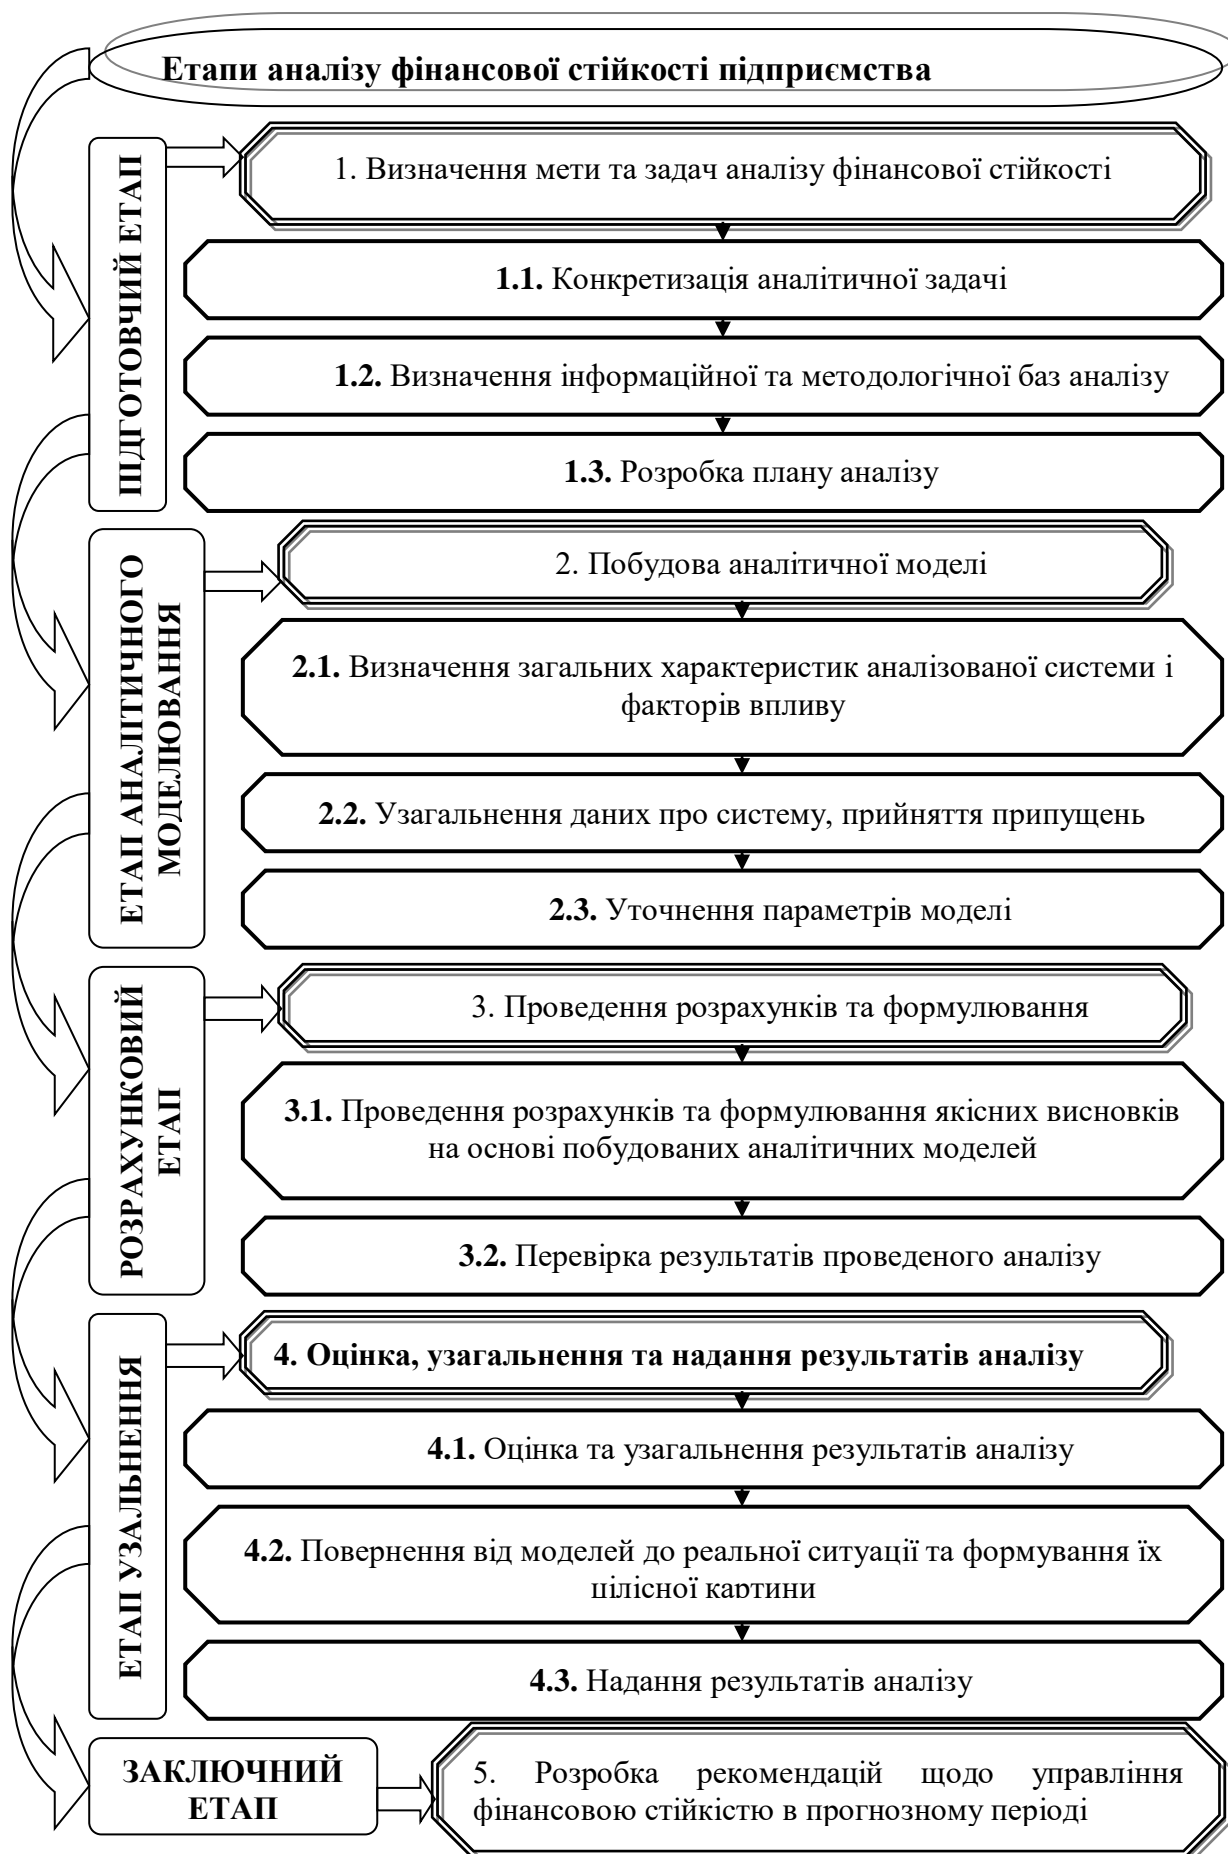 Етапи аналізу фінансової стійкості підприємства
ПІДГОТОВЧИЙ ЕТАП
1. Визначення мети та задач аналізу фінансової стійкості
1.1. Конкретизація аналітичної задачі
1.2. Визначення інформаційної та методологічної баз аналізу
1.3. Розробка плану аналізу
ЕТАП АНАЛІТИЧНОГО
МОДЕЛЮВАННЯ
2. Побудова аналітичної моделі
2.1. Визначення загальних характеристик аналізованої системи і
факторів впливу
2.2. Узагальнення даних про систему, прийняття припущень
2.3. Уточнення параметрів моделі
РОЗРАХУНКОВИЙ
ЕТАП
3. Проведення розрахунків та формулювання
3.1. Проведення розрахунків та формулювання якісних висновків
на основі побудованих аналітичних моделей
3.2. Перевірка результатів проведеного аналізу
ЕТАП УЗАЛЬНЕННЯ
4. Оцінка, узагальнення та надання результатів аналізу
4.1. Оцінка та узагальнення результатів аналізу
4.2. Повернення від моделей до реальної ситуації та формування їх
цілісної картини
4.3. Надання результатів аналізу
ЗАКЛЮЧНИЙ
ЕТАП
5. Розробка рекомендацій щодо управління
фінансовою стійкістю в прогнозному періоді